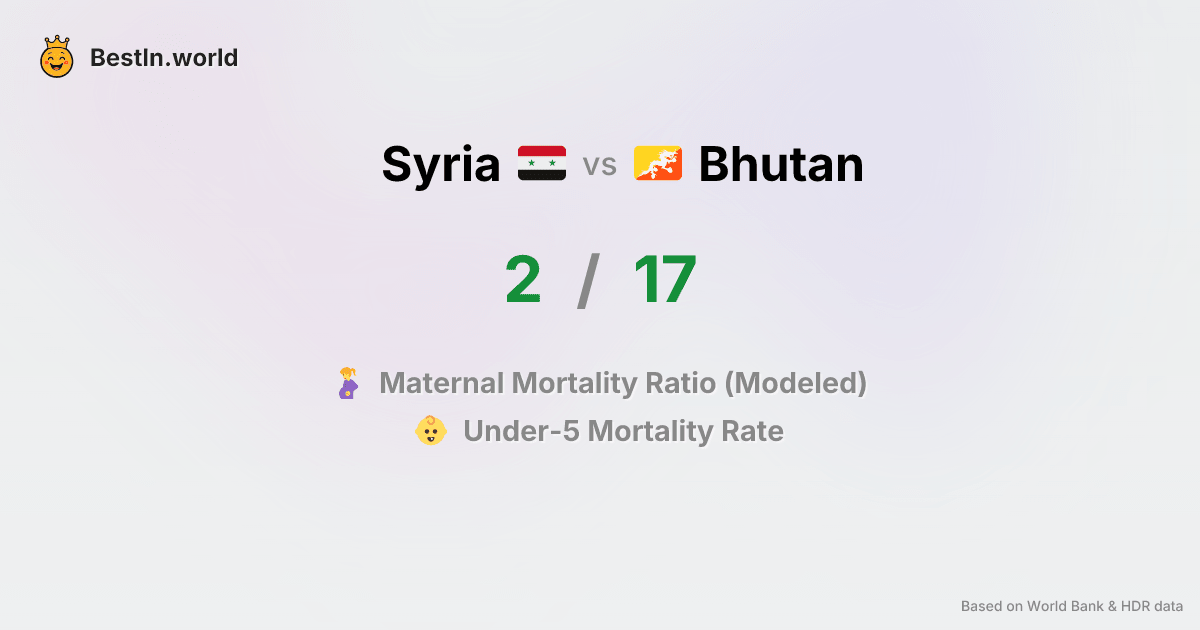 BestIn.world
Syria vs Bhutan
2 / 17
Maternal Mortality Ratio (Modeled)
Under-5 Mortality Rate
Based on World Bank & HDR data